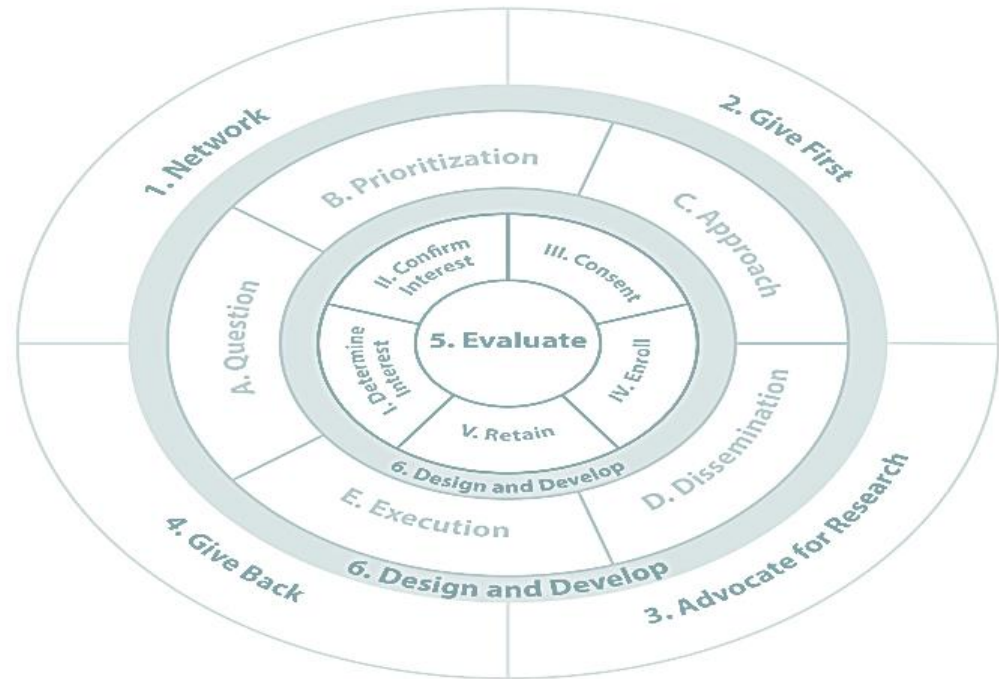 1. Network
2. Give First
3. Advocate for Research
4. Give Back
6. Design and Develop
A. Question
B. Prioritization
C. Approach
D. Dissemination
E. Execution
6. Design and Develop
I. Determine
Interest
II. Confirm
Interest
III. Consent
IV. Enroll
V. Retain
5. Evaluate